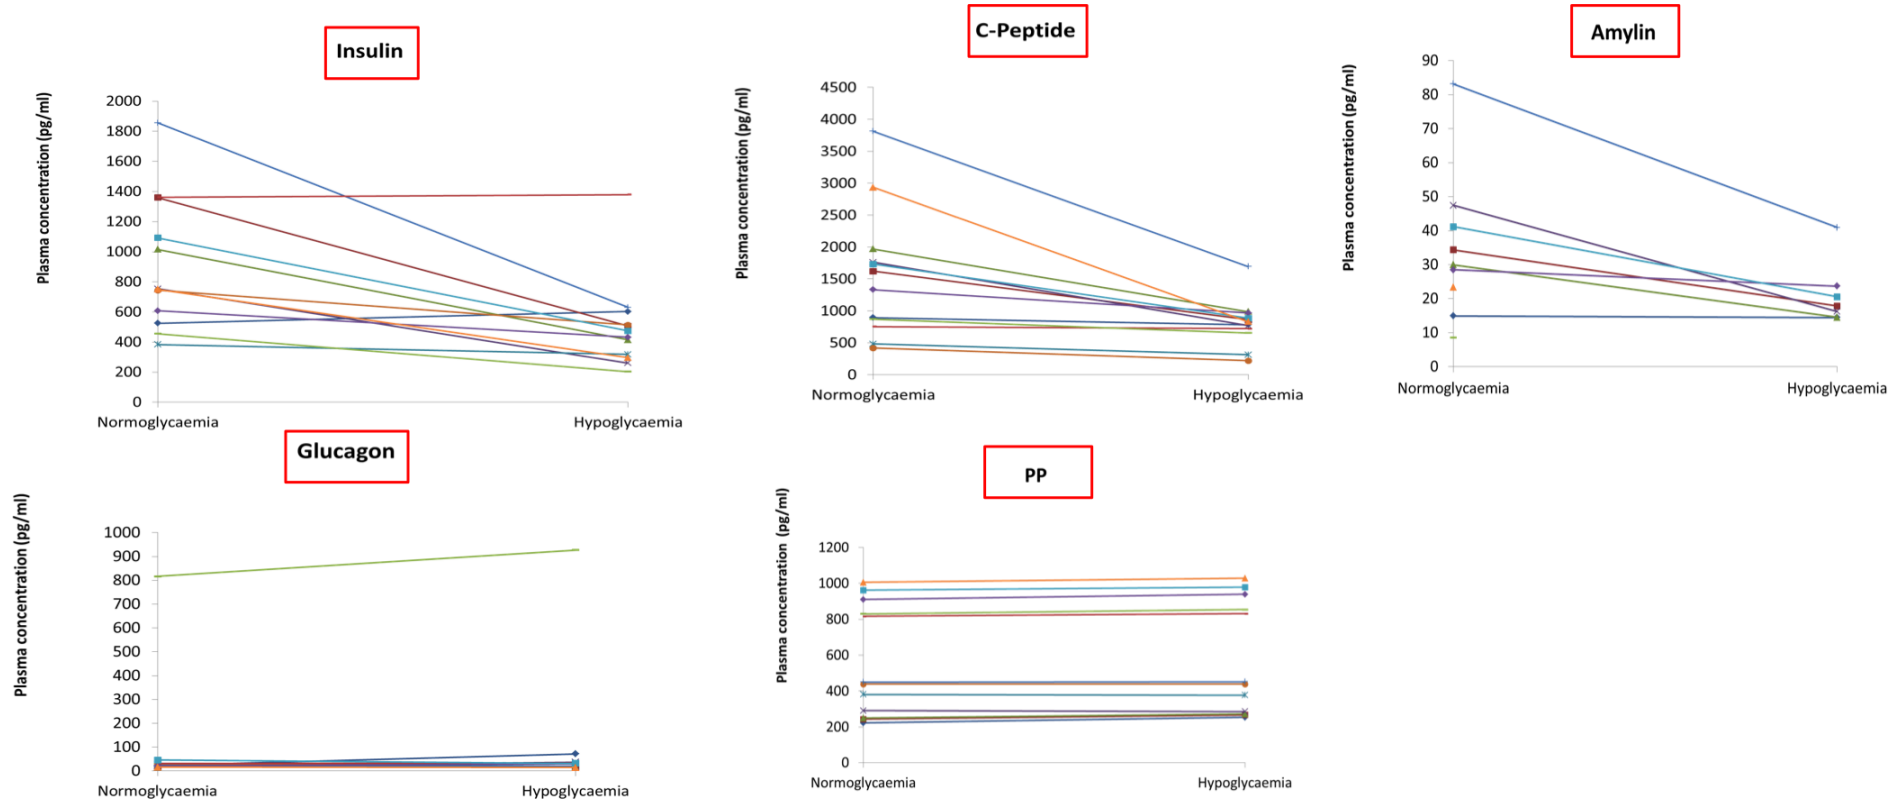 Insulin
Plasma concentration (pg/ml)
2000
1800
1600
1400
1200
1000
800
600
400
200
0
Normoglycaemia
Hypoglycaemia
C-Peptide
Plasma concentration (pg/ml)
4500
4000
3500
3000
2500
2000
1500
1000
500
0
Normoglycaemia
Hypoglycaemia
Amylin
Plasma concentration (pg/ml)
90
80
70
60
50
40
30
20
10
0
Normoglycaemia
Hypoglycaemia
Glucagon
Plasma concentration (pg/ml)
1000
900
800
700
600
500
400
300
200
100
0
Normoglycaemia
Hypoglycaemia
PP
Plasma concentration (pg/ml)
1200
1000
800
600
400
200
0
Normoglycaemia
Hypoglycaemia